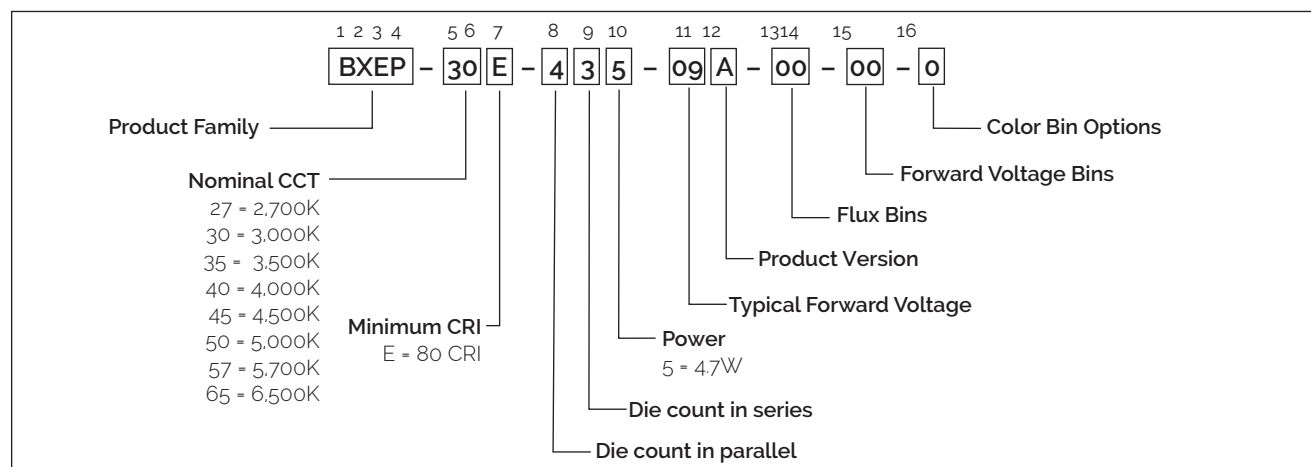 1 2 3 4 5 6 7 8 9 10 11 12 1314 15 16
BXEP – 30 E – 4 3 5 – 09 A – 00 – 00 – 0
Product Family
Color Bin Options
Nominal CCT
27 = 2,700K
30 = 3,000K
35 = 3,500K
40 = 4,000K
45 = 4,500K
50 = 5,000K
57 = 5,700K
65 = 6,500K
Forward Voltage Bins
Flux Bins
Product Version
Typical Forward Voltage
Minimum CRI
E = 80 CRI
Power
5 = 4.7W
Die count in series
Die count in parallel